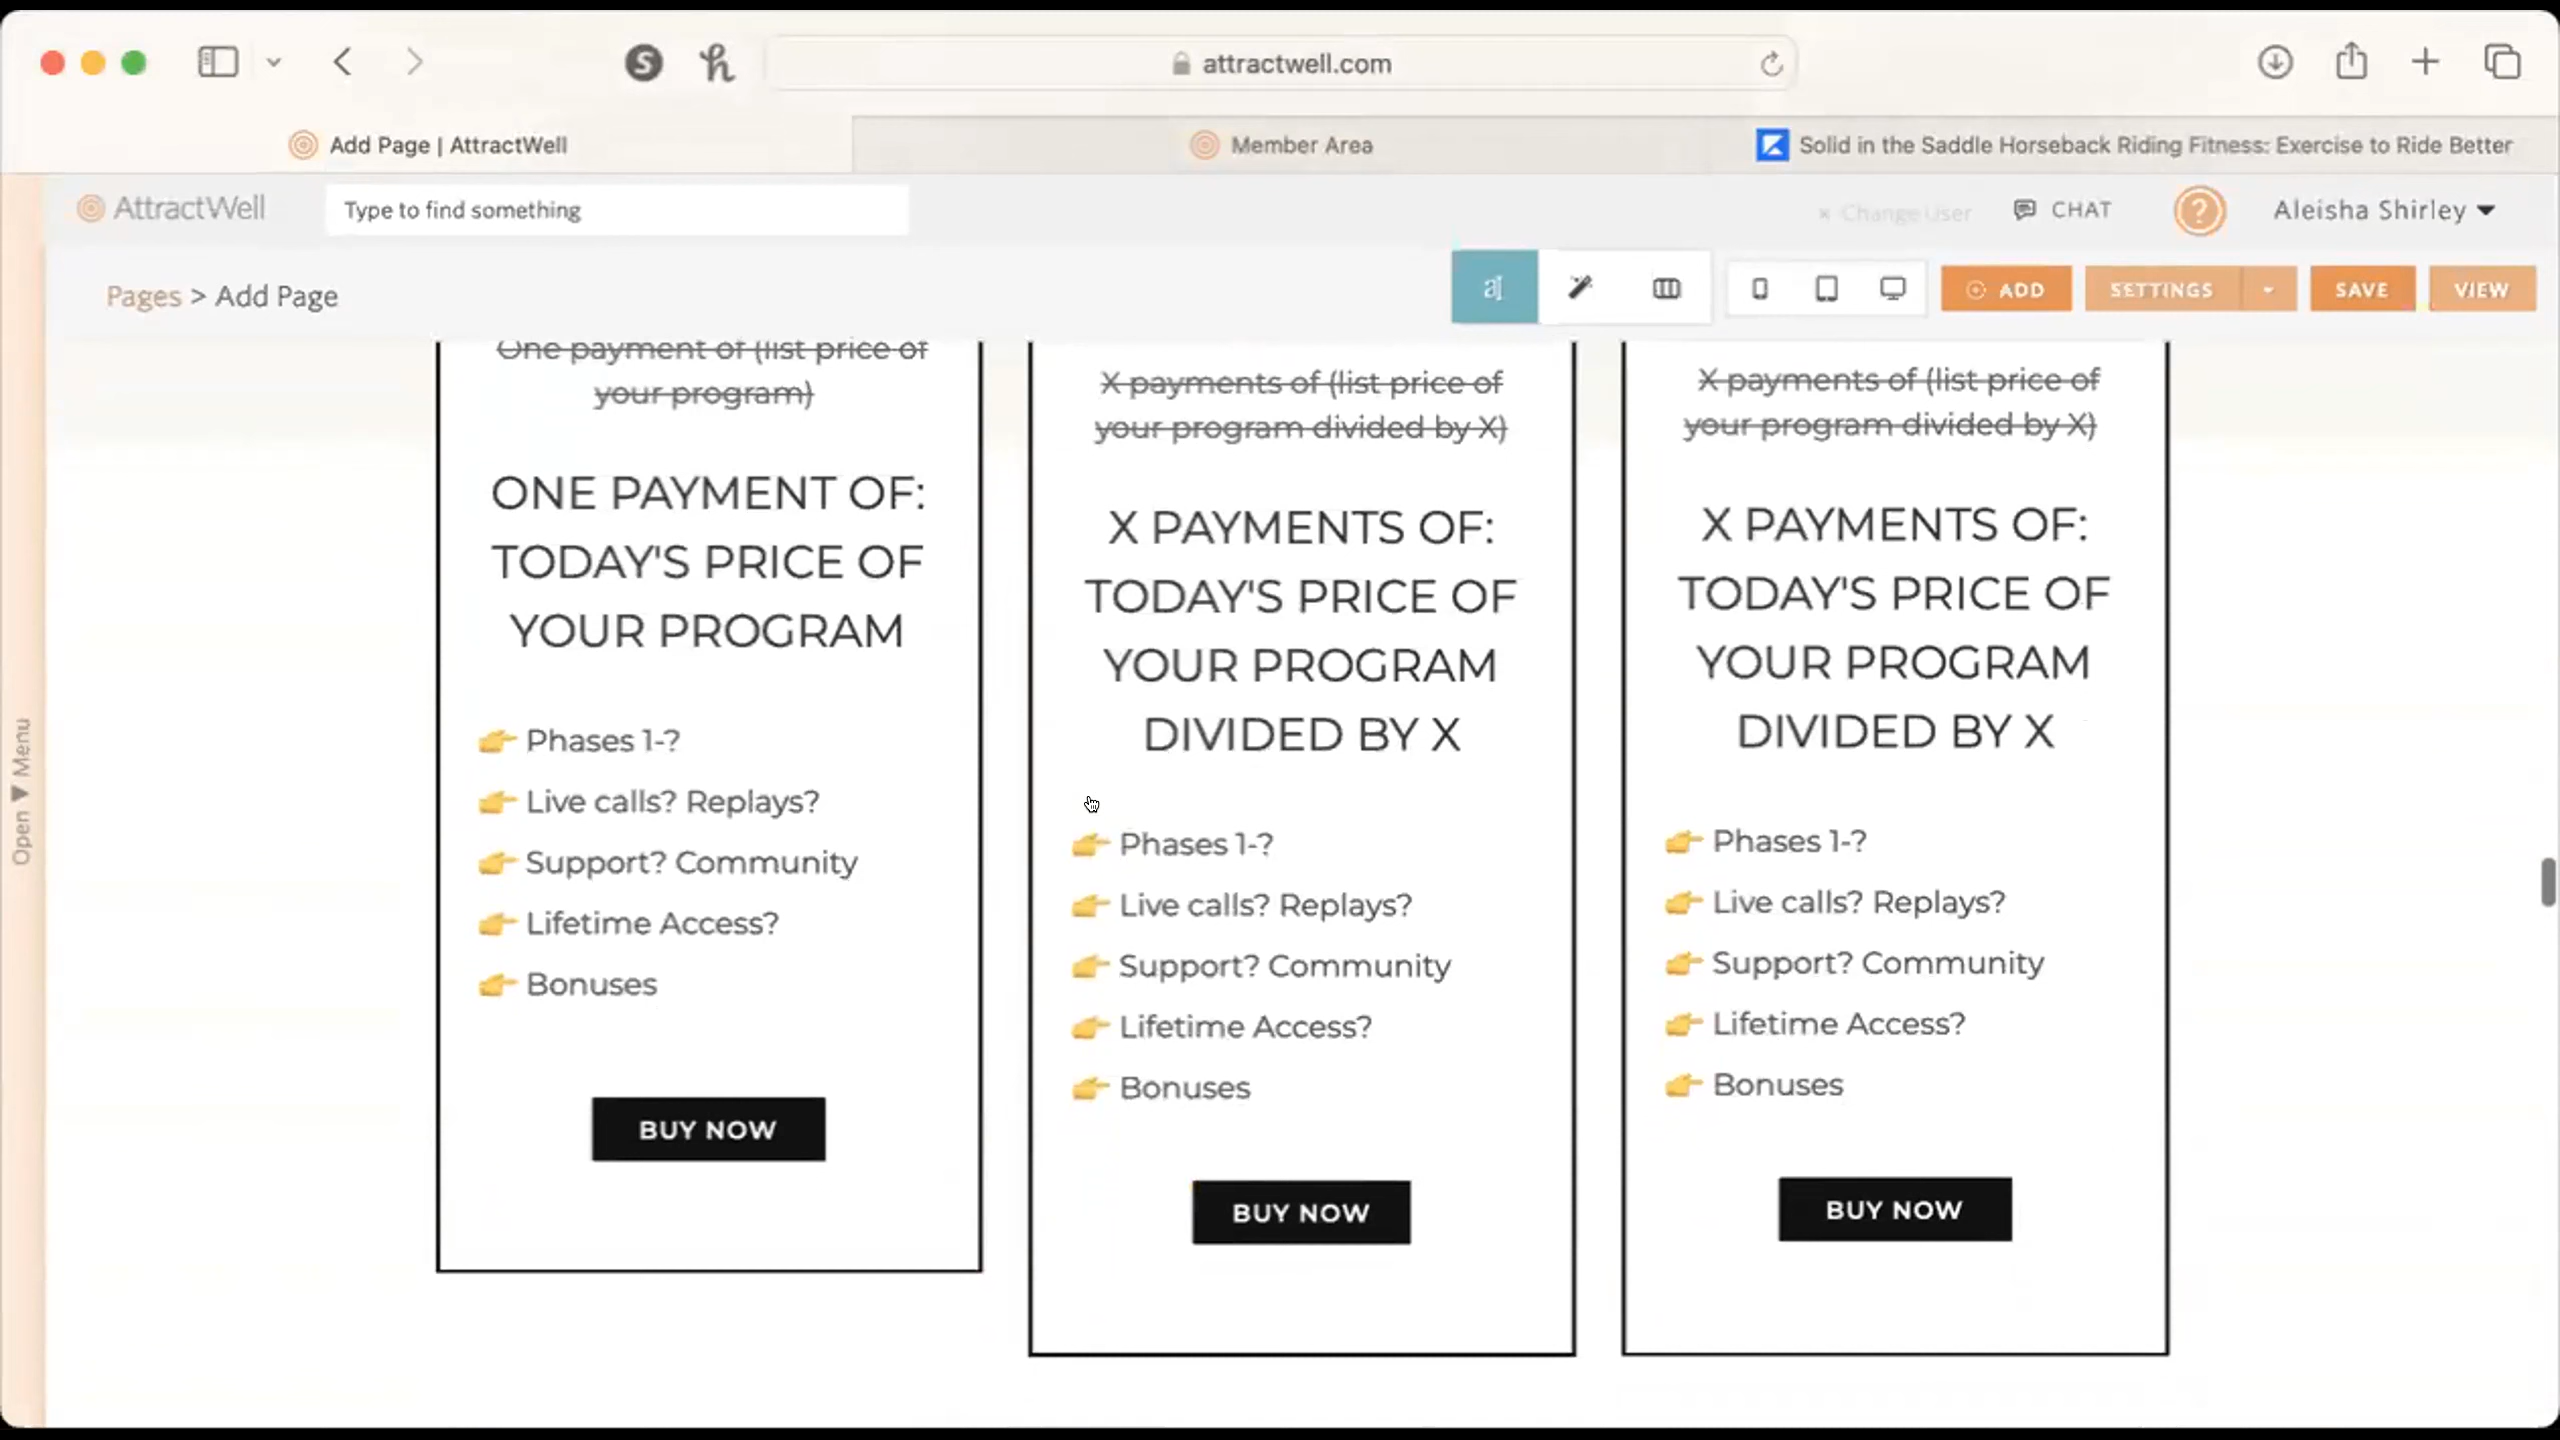 attractwell.com
Add Page | AttractWell
Member Area
Solid in the Saddle Horseback Riding Fitness: Exercise to Ride Better
AttractWell
Type to find something
× Change User
CHAT
?
Aleisha Shirley
Pages > Add Page
a
ADD
SETTINGS
SAVE
VIEW
Open ▼ Menu
One payment of (list price of
your program)
ONE PAYMENT OF:
TODAY'S PRICE OF
YOUR PROGRAM
👉 Phases 1-?
👉 Live calls? Replays?
👉 Support? Community
👉 Lifetime Access?
👉 Bonuses
BUY NOW
X payments of (list price of
your program divided by X)
X PAYMENTS OF:
TODAY'S PRICE OF
YOUR PROGRAM
DIVIDED BY X
👉 Phases 1-?
👉 Live calls? Replays?
👉 Support? Community
👉 Lifetime Access?
👉 Bonuses
BUY NOW
X payments of (list price of
your program divided by X)
X PAYMENTS OF:
TODAY'S PRICE OF
YOUR PROGRAM
DIVIDED BY X
👉 Phases 1-?
👉 Live calls? Replays?
👉 Support? Community
👉 Lifetime Access?
👉 Bonuses
BUY NOW